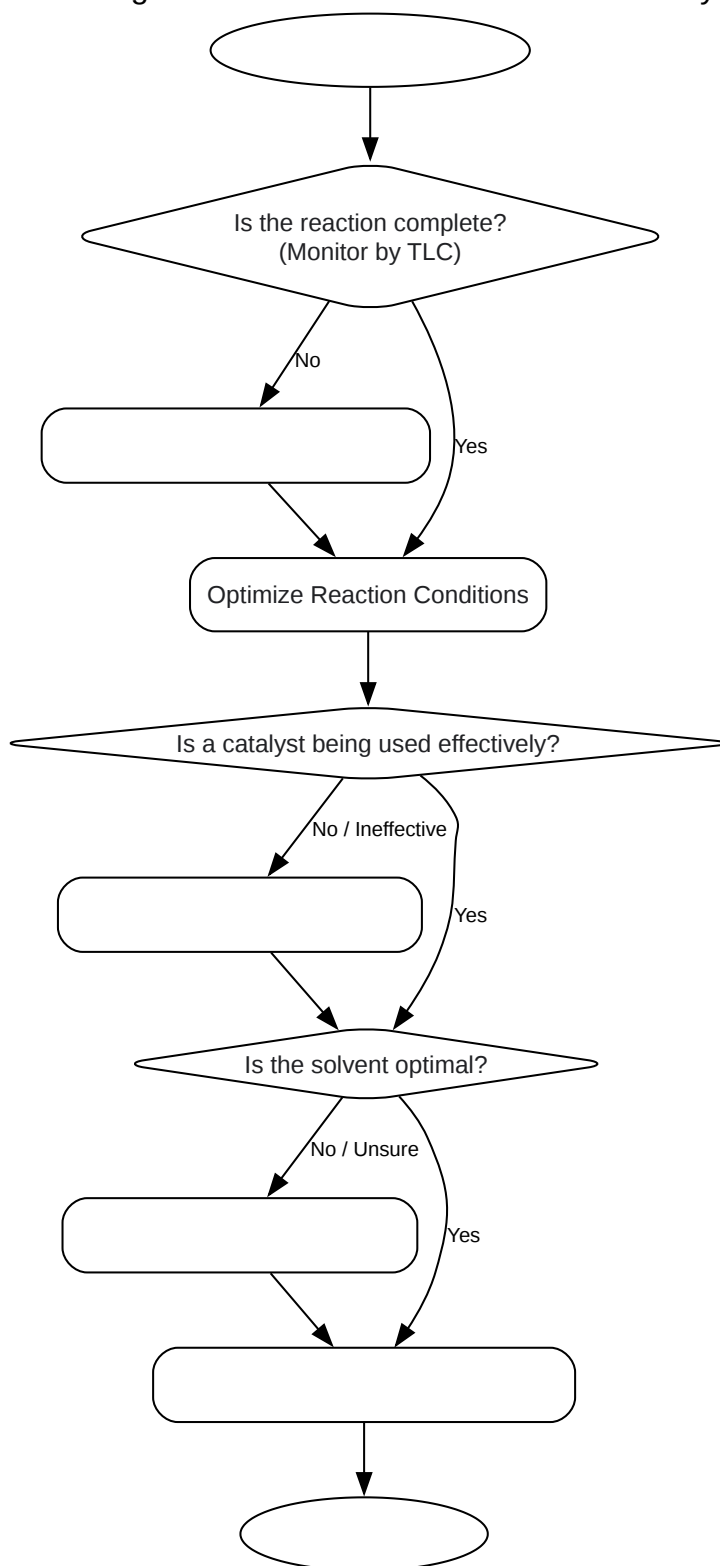 Is the reaction complete?
(Monitor by TLC)
No
Yes
Optimize Reaction Conditions
Is a catalyst being used effectively?
No / Ineffective
Yes
Is the solvent optimal?
No / Unsure
Yes